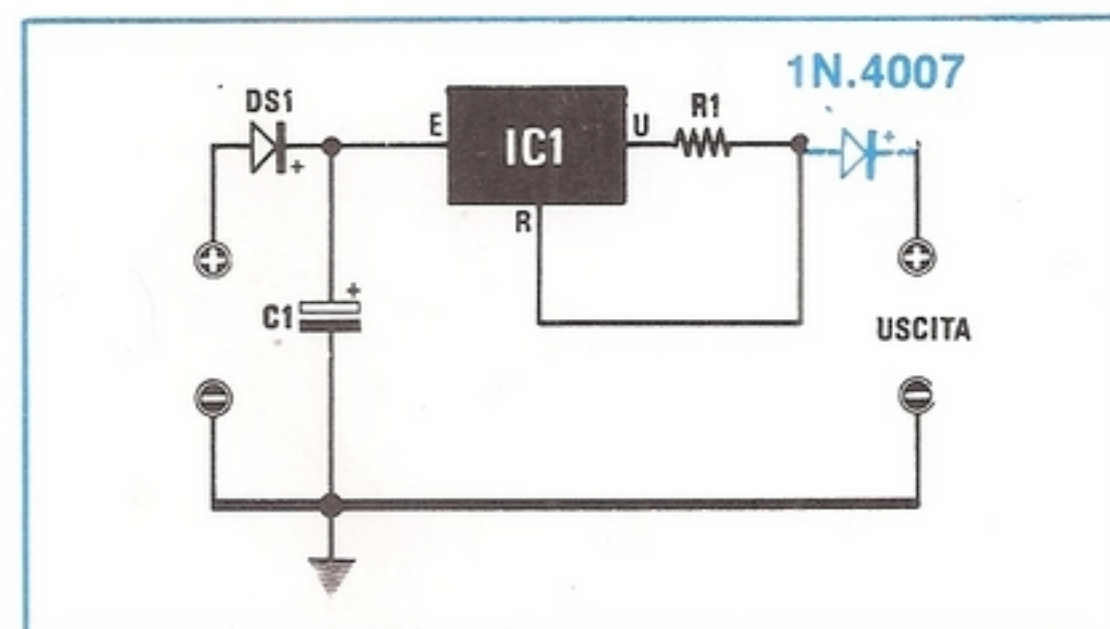 1N.4007
DS1
+
E
IC1
U
R1
+
R
+
C1
+
+
USCITA
−
−